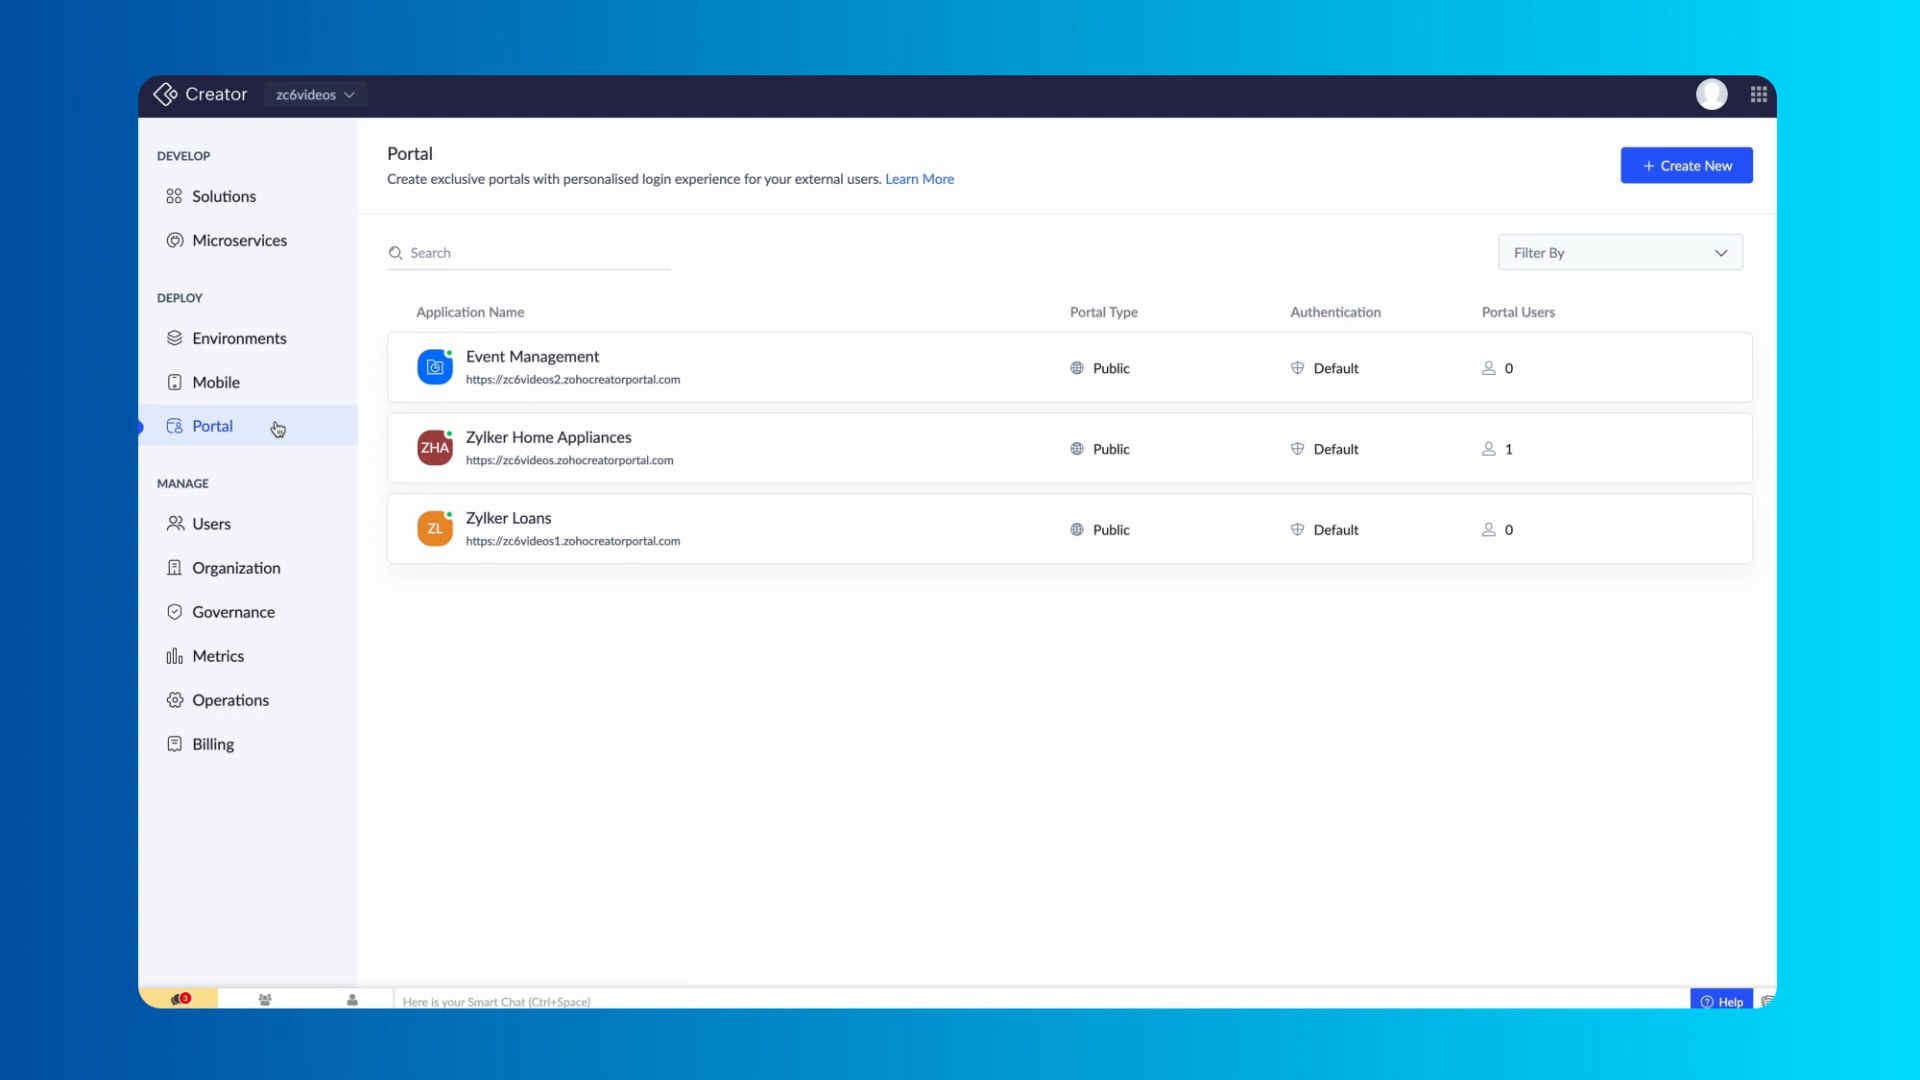 Creator zc6videos
DEVELOP
Solutions
Microservices
DEPLOY
Environments
Mobile
Portal
MANAGE
Users
Organization
Governance
Metrics
Operations
Billing
Portal
Create exclusive portals with personalised login experience for your external users. Learn More
+ Create New
Search
Filter By
Application Name Portal Type Authentication Portal Users
Event Management
https://zc6videos2.zohocreatorportal.com
Public Default 0
ZHA
Zylker Home Appliances
https://zc6videos.zohocreatorportal.com
Public Default 1
ZL
Zylker Loans
https://zc6videos1.zohocreatorportal.com
Public Default 0
3
Here is your Smart Chat (Ctrl+Space)
Help